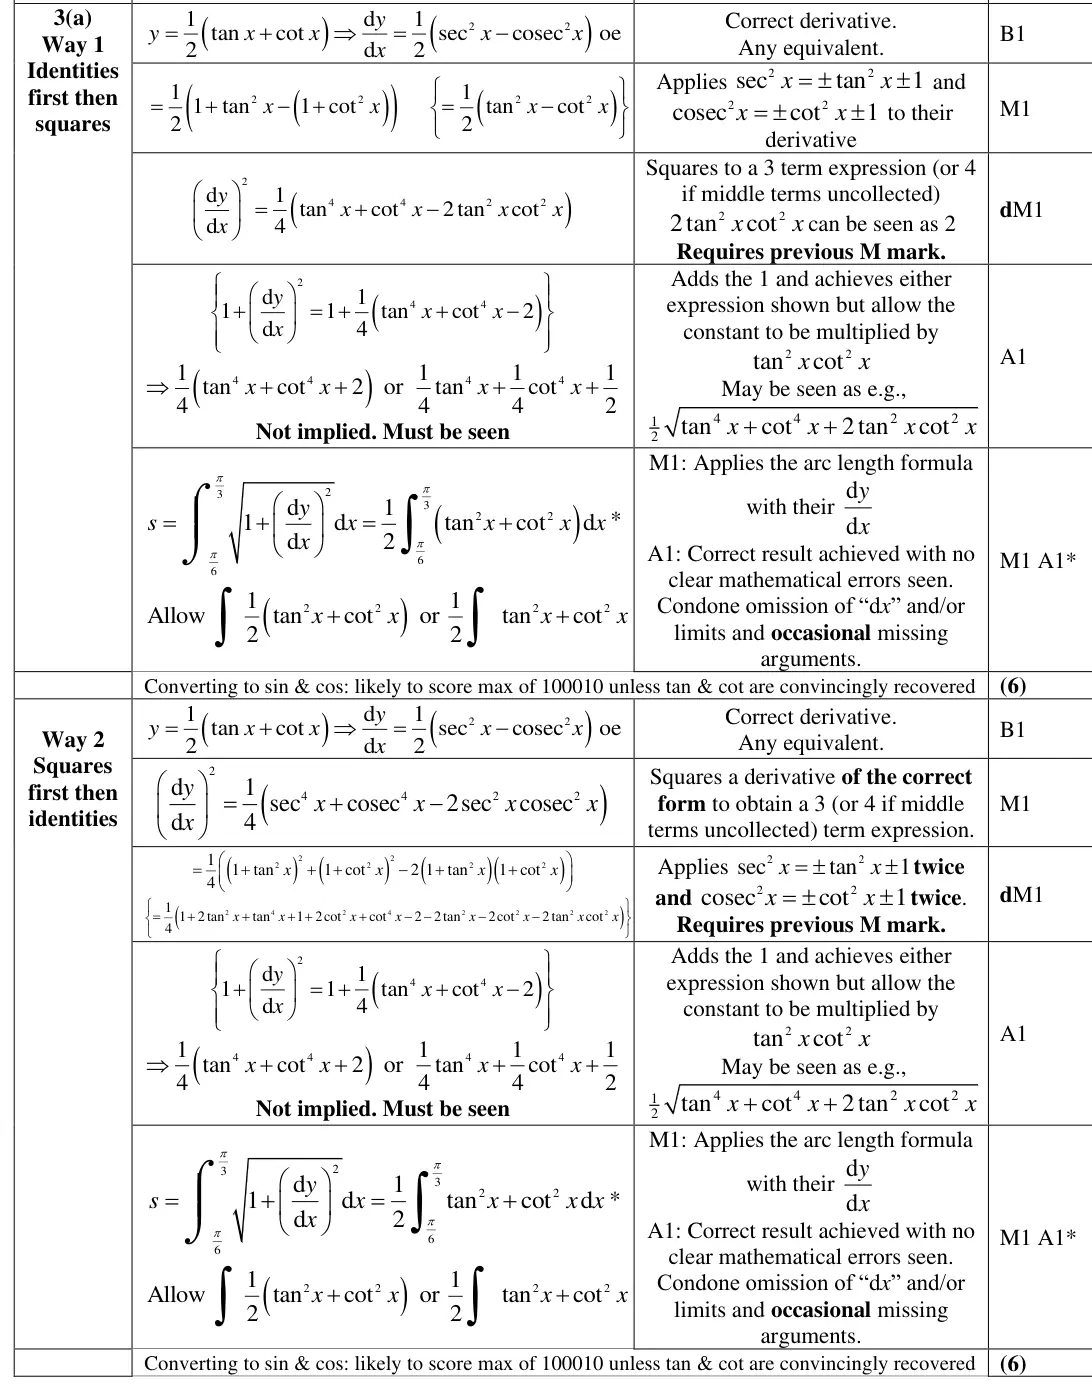 3(a)
Way 1
Identities
first then
squares
y = 1/2 (tan x + cot x) ⇒ dy/dx = 1/2 (sec² x − cosec² x) oe
Correct derivative.
Any equivalent.
B1
= 1/2 (1 + tan² x − (1 + cot² x)) { = 1/2 (tan² x − cot² x) }
Applies sec² x = ± tan² x ± 1 and
cosec² x = ± cot² x ± 1 to their
derivative
M1
(dy/dx)² = 1/4 (tan⁴ x + cot⁴ x − 2 tan² x cot² x)
Squares to a 3 term expression (or 4
if middle terms uncollected)
2 tan² x cot² x can be seen as 2
Requires previous M mark.
dM1
{ 1 + (dy/dx)² = 1 + 1/4 (tan⁴ x + cot⁴ x − 2) }
⇒ 1/4 (tan⁴ x + cot⁴ x + 2) or 1/4 tan⁴ x + 1/4 cot⁴ x + 1/2
Not implied. Must be seen
Adds the 1 and achieves either
expression shown but allow the
constant to be multiplied by
tan² x cot² x
May be seen as e.g.,
1/2 √(tan⁴ x + cot⁴ x + 2 tan² x cot² x)
A1
s = ∫_{π/6}^{π/3} √(1 + (dy/dx)²) dx = 1/2 ∫_{π/6}^{π/3} (tan² x + cot² x) dx *
Allow ∫ 1/2 (tan² x + cot² x) or 1/2 ∫ tan² x + cot² x
M1: Applies the arc length formula
with their dy/dx
A1: Correct result achieved with no
clear mathematical errors seen.
Condone omission of “dx” and/or
limits and occasional missing
arguments.
M1 A1*
Converting to sin & cos: likely to score max of 100010 unless tan & cot are convincingly recovered
(6)
Way 2
Squares
first then
identities
y = 1/2 (tan x + cot x) ⇒ dy/dx = 1/2 (sec² x − cosec² x) oe
Correct derivative.
Any equivalent.
B1
(dy/dx)² = 1/4 (sec⁴ x + cosec⁴ x − 2 sec² x cosec² x)
Squares a derivative of the correct
form to obtain a 3 (or 4 if middle
terms uncollected) term expression.
M1
= 1/4 ((1 + tan² x)² + (1 + cot² x)² − 2(1 + tan² x)(1 + cot² x))
{ = 1/4 (1 + 2 tan² x + tan⁴ x + 1 + 2 cot² x + cot⁴ x − 2 − 2 tan² x − 2 cot² x − 2 tan² x cot² x) }
Applies sec² x = ± tan² x ± 1 twice
and cosec² x = ± cot² x ± 1 twice.
Requires previous M mark.
dM1
{ 1 + (dy/dx)² = 1 + 1/4 (tan⁴ x + cot⁴ x − 2) }
⇒ 1/4 (tan⁴ x + cot⁴ x + 2) or 1/4 tan⁴ x + 1/4 cot⁴ x + 1/2
Not implied. Must be seen
Adds the 1 and achieves either
expression shown but allow the
constant to be multiplied by
tan² x cot² x
May be seen as e.g.,
1/2 √(tan⁴ x + cot⁴ x + 2 tan² x cot² x)
A1
s = ∫_{π/6}^{π/3} √(1 + (dy/dx)²) dx = 1/2 ∫_{π/6}^{π/3} tan² x + cot² x dx *
Allow ∫ 1/2 (tan² x + cot² x) or 1/2 ∫ tan² x + cot² x
M1: Applies the arc length formula
with their dy/dx
A1: Correct result achieved with no
clear mathematical errors seen.
Condone omission of “dx” and/or
limits and occasional missing
arguments.
M1 A1*
Converting to sin & cos: likely to score max of 100010 unless tan & cot are convincingly recovered
(6)